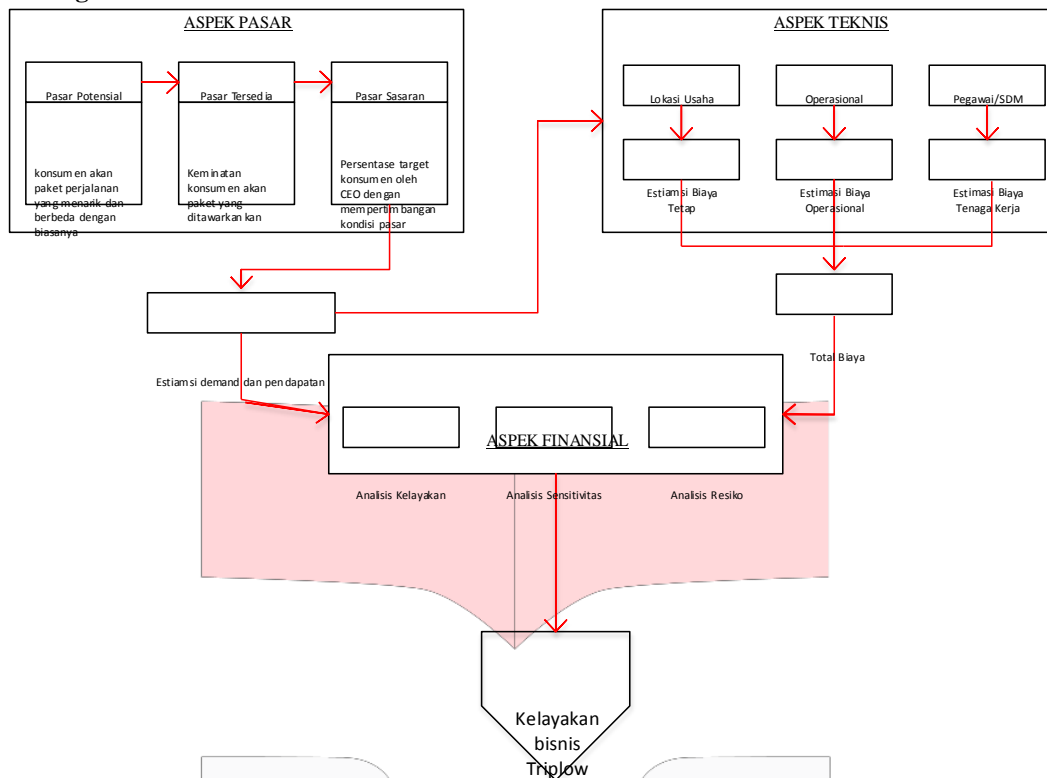 ASPEK PASAR
Pasar Potensial
Pasar Tersedia
Pasar Sasaran
konsumen akan
paket perjalanan
yang menarik dan
berbeda dengan
biasanya
Keminatan
konsumen akan
paket yang
ditawarkan kan
Persentase target
konsumen oleh
CEO dengan
mempertimbangan
kondisi pasar
ASPEK TEKNIS
Lokasi Usaha
Operasional
Pegawai/SDM
Estiamsi Biaya
Tetap
Estimasi Biaya
Operasional
Estimasi Biaya
Tenaga Kerja
Estiamsi demand dan pendapatan
Total Biaya
ASPEK FINANSIAL
Analisis Kelayakan
Analisis Sensitivitas
Analisis Resiko
Kelayakan
bisnis
Triplow